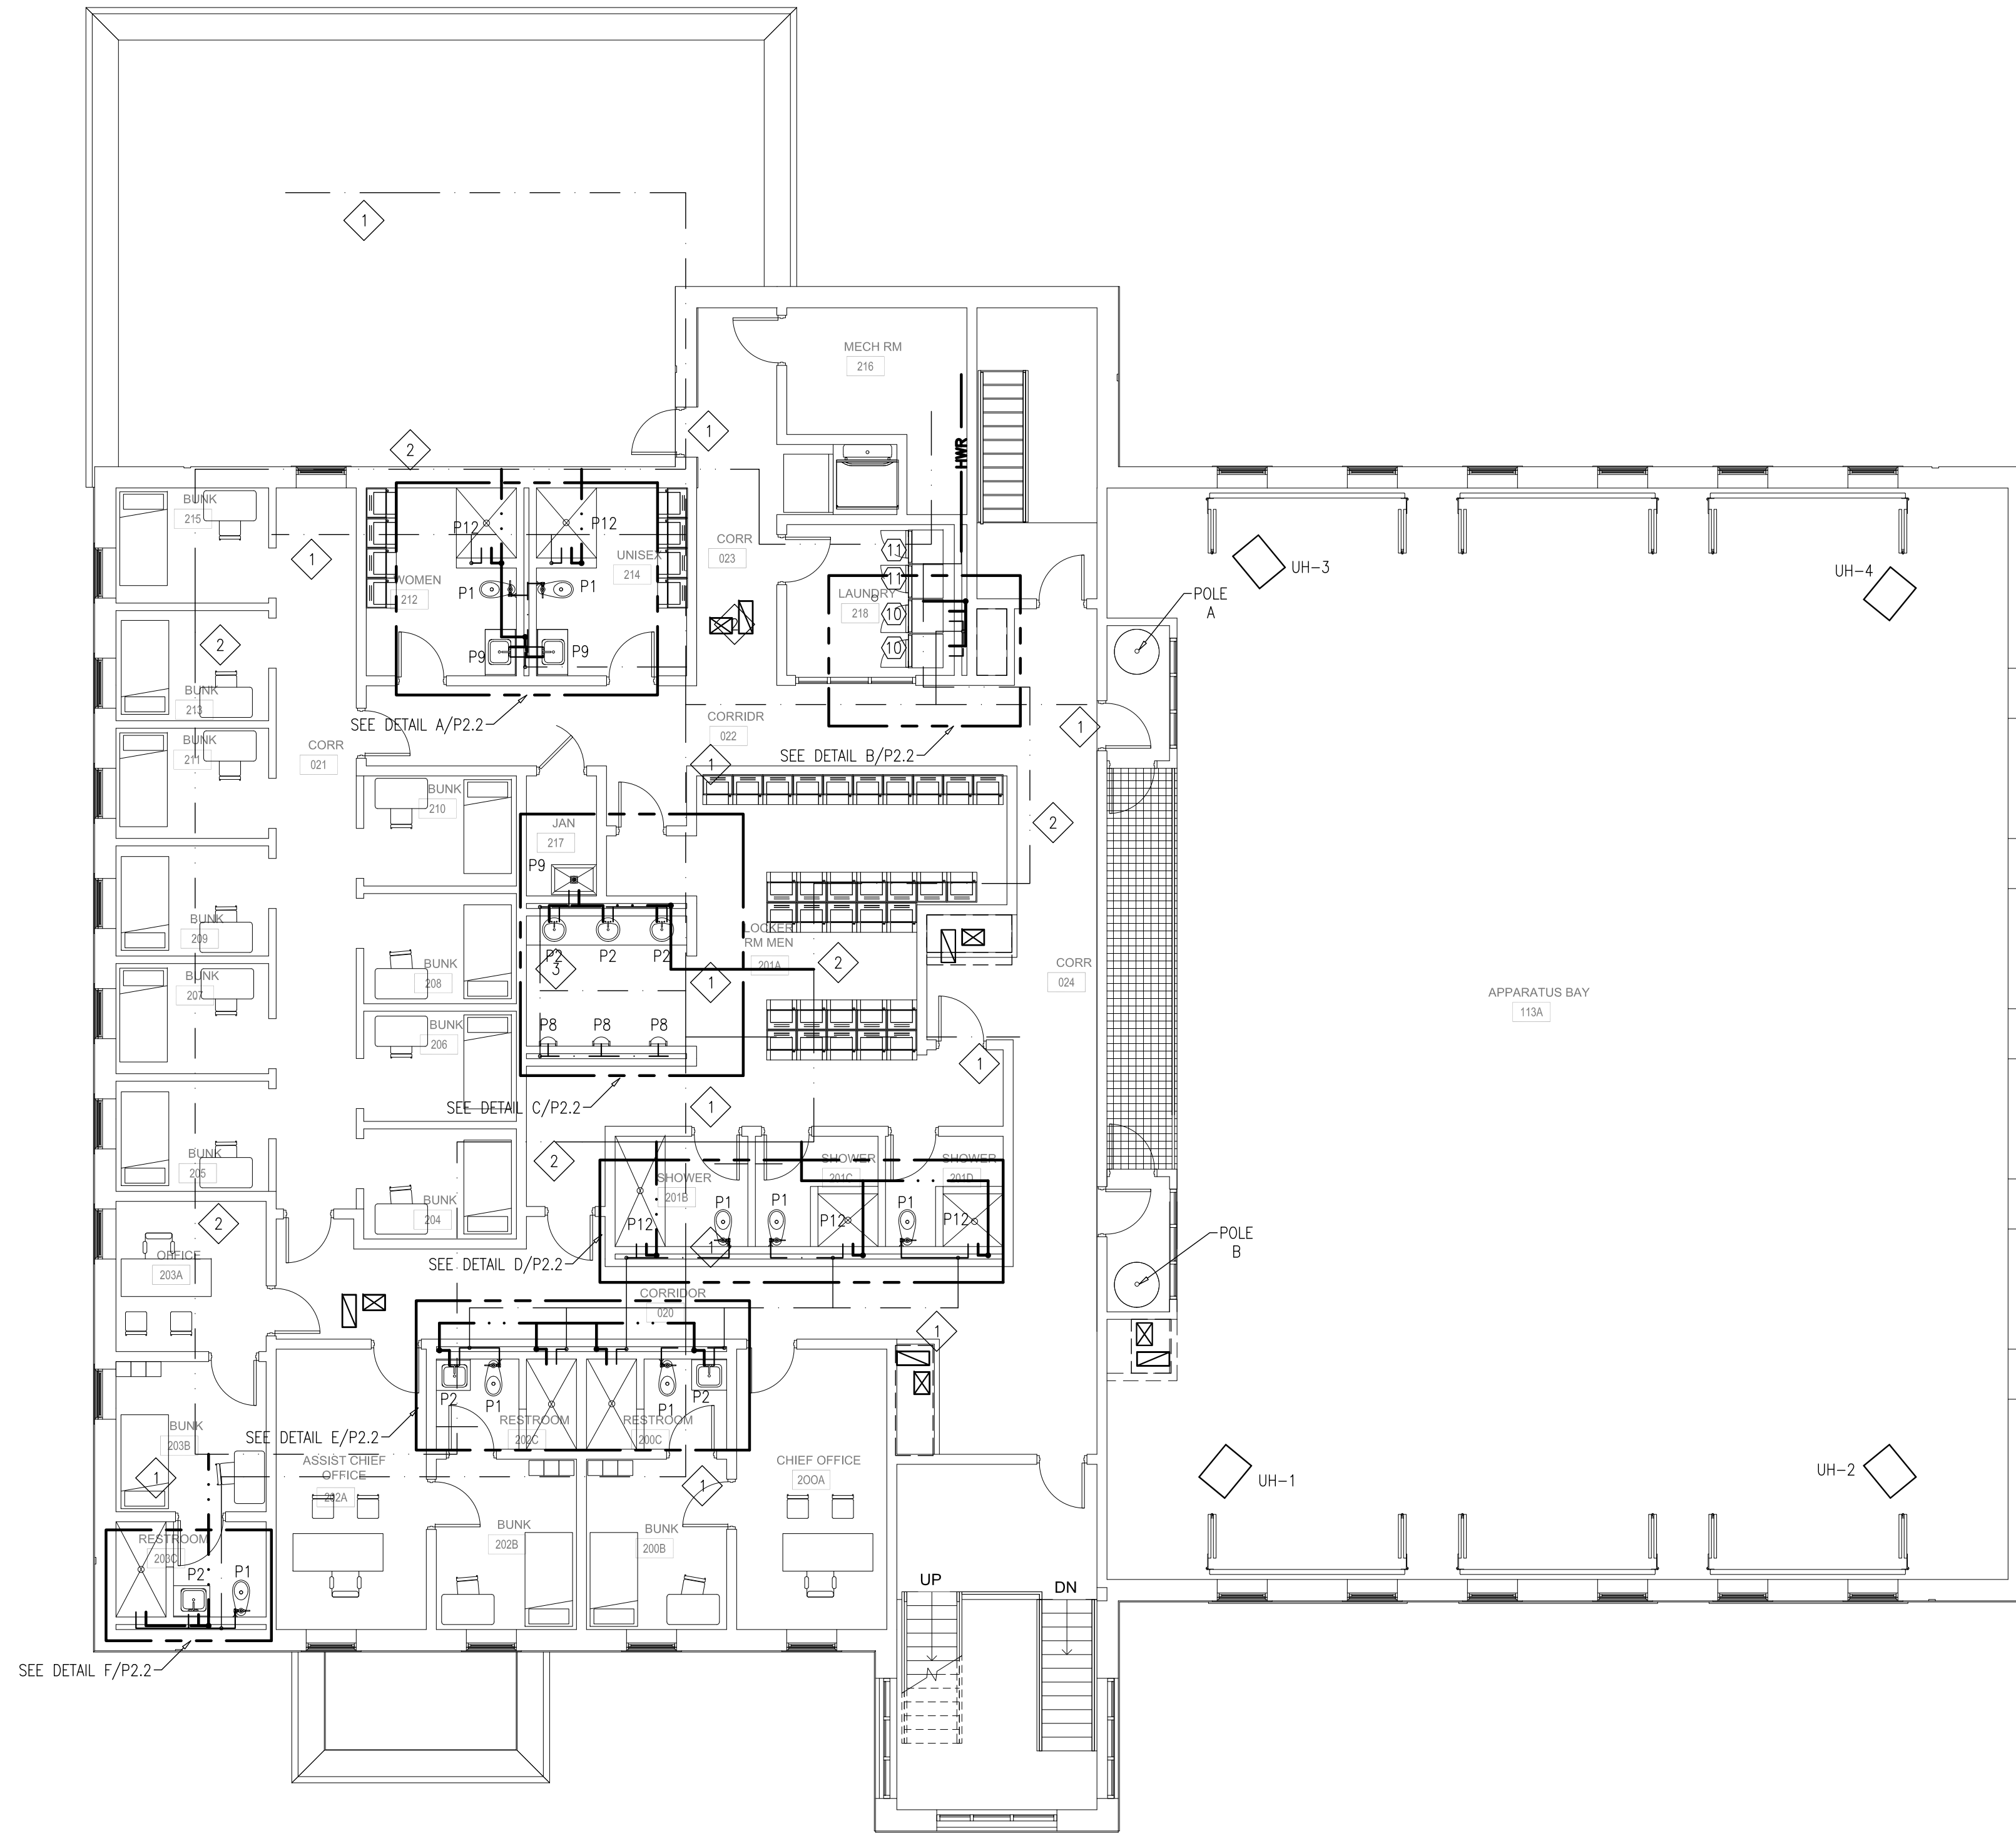 1
MECH RM
216
1
2
HWR
BUNK
215
P12
P12
11
CORR
023
UNISEX
214
1
UH-3
UH-4
11
WOMEN
212
P1
P1
LAUNDRY
218
POLE
A
10
2
2
10
P9
P9
BUNK
213
SEE DETAIL A/P2.2
CORRIDR
022
1
BUNK
211
CORR
021
SEE DETAIL B/P2.2
1
BUNK
210
JAN
217
2
P9
BUNK
209
LOCKER
RM MEN
201A
P2
P2
P2
3
2
1
BUNK
208
BUNK
207
CORR
024
APPARATUS BAY
113A
BUNK
206
P8
P8
P8
1
SEE DETAIL C/P2.2
1
BUNK
205
2
SHOWER
201B
SHOWER
201C
SHOWER
201D
BUNK
204
2
P1
P1
P1
P12
P12
P12
1
POLE
B
OFFICE
203A
SEE DETAIL D/P2.2
CORRIDOR
020
1
P2
P1
P1
P2
BUNK
203B
SEE DETAIL E/P2.2
RESTROOM
202C
RESTROOM
200C
ASSIST CHIEF
OFFICE
202A
CHIEF OFFICE
200A
1
1
UH-1
UH-2
BUNK
202B
BUNK
200B
RESTROOM
203C
P2
P1
UP
DN
SEE DETAIL F/P2.2